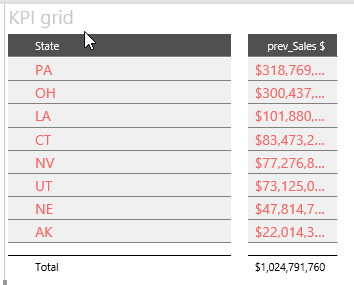 KPI grid
State prev_Sales $
PA $318,769,...
OH $300,437,...
LA $101,880,...
CT $83,473,2...
NV $77,276,8...
UT $73,125,0...
NE $47,814,7...
AK $22,014,3...
Total $1,024,791,760